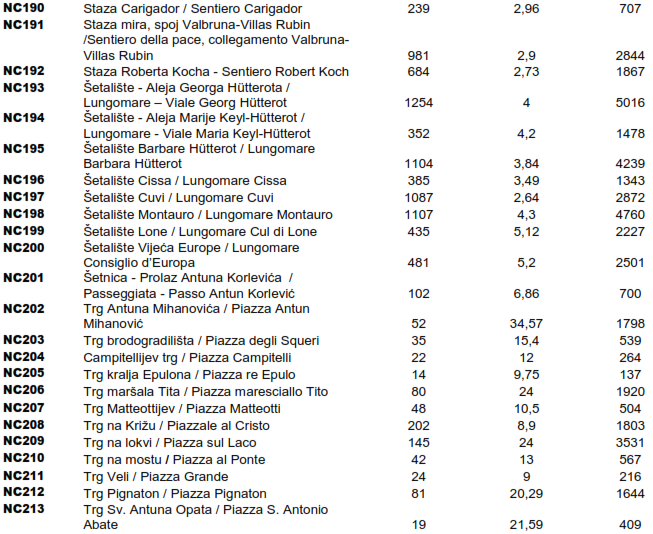 NC190 Staza Carigador / Sentiero Carigador 239 2,96 707
NC191 Staza mira, spoj Valbruna-Villas Rubin
/Sentiero della pace, collegamento Valbruna-
Villas Rubin 981 2,9 2844
NC192 Staza Roberta Kocha - Sentiero Robert Koch 684 2,73 1867
NC193 Šetalište - Aleja Georga Hütterota /
Lungomare – Viale Georg Hütterot 1254 4 5016
NC194 Šetalište - Aleja Marije Keyl-Hütterot /
Lungomare - Viale Maria Keyl-Hütterot 352 4,2 1478
NC195 Šetalište Barbare Hütterot / Lungomare
Barbara Hütterot 1104 3,84 4239
NC196 Šetalište Cissa / Lungomare Cissa 385 3,49 1343
NC197 Šetalište Cuvi / Lungomare Cuvi 1087 2,64 2872
NC198 Šetalište Montauro / Lungomare Montauro 1107 4,3 4760
NC199 Šetalište Lone / Lungomare Cul di Lone 435 5,12 2227
NC200 Šetalište Vijeća Europe / Lungomare
Consiglio d'Europa 481 5,2 2501
NC201 Šetnica - Prolaz Antuna Korlevića /
Passeggiata - Passo Antun Korlević 102 6,86 700
NC202 Trg Antuna Mihanovića / Piazza Antun
Mihanović 52 34,57 1798
NC203 Trg brodogradilišta / Piazza degli Squeri 35 15,4 539
NC204 Campitellijev trg / Piazza Campitelli 22 12 264
NC205 Trg kralja Epulona / Piazza re Epulo 14 9,75 137
NC206 Trg maršala Tita / Piazza maresciallo Tito 80 24 1920
NC207 Trg Matteottijev / Piazza Matteotti 48 10,5 504
NC208 Trg na Križu / Piazzale al Cristo 202 8,9 1803
NC209 Trg na lokvi / Piazza sul Laco 145 24 3531
NC210 Trg na mostu / Piazza al Ponte 42 13 567
NC211 Trg Veli / Piazza Grande 24 9 216
NC212 Trg Pignaton / Piazza Pignaton 81 20,29 1644
NC213 Trg Sv. Antuna Opata / Piazza S. Antonio
Abate 19 21,59 409